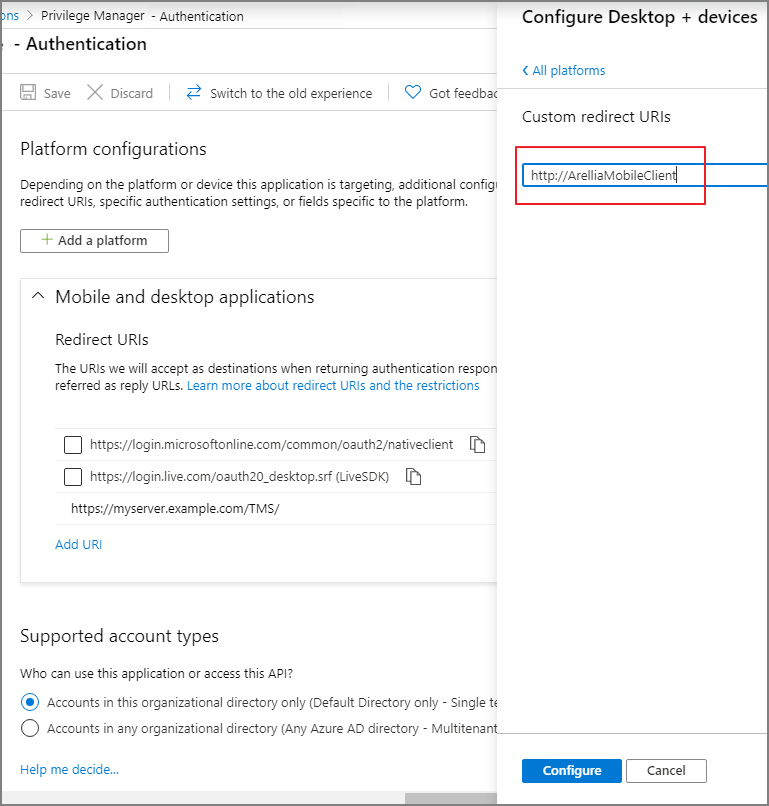 ons > Privilege Manager - Authentication
- Authentication
Save Discard Switch to the old experience Got feedbac
Platform configurations
Depending on the platform or device this application is targeting, additional configu
redirect URIs, specific authentication settings, or fields specific to the platform.
+ Add a platform
Mobile and desktop applications
Redirect URIs
The URIs we will accept as destinations when returning authentication respon
referred as reply URLs. Learn more about redirect URIs and the restrictions
https://login.microsoftonline.com/common/oauth2/nativeclient
https://login.live.com/oauth20_desktop.srf (LiveSDK)
https://myserver.example.com/TMS/
Add URI
Supported account types
Who can use this application or access this API?
Accounts in this organizational directory only (Default Directory only - Single te
Accounts in any organizational directory (Any Azure AD directory - Multitenant
Help me decide...
Configure Desktop + devices
All platforms
Custom redirect URIs
http://ArelliaMobileClient
Configure Cancel